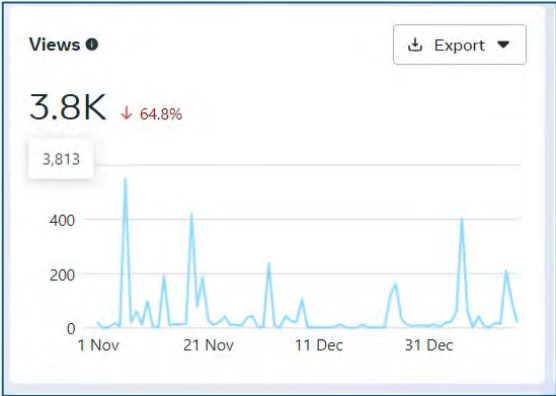 Views
Export
3.8K ↓ 64.8%
3,813
400
200
0
1 Nov 21 Nov 11 Dec 31 Dec